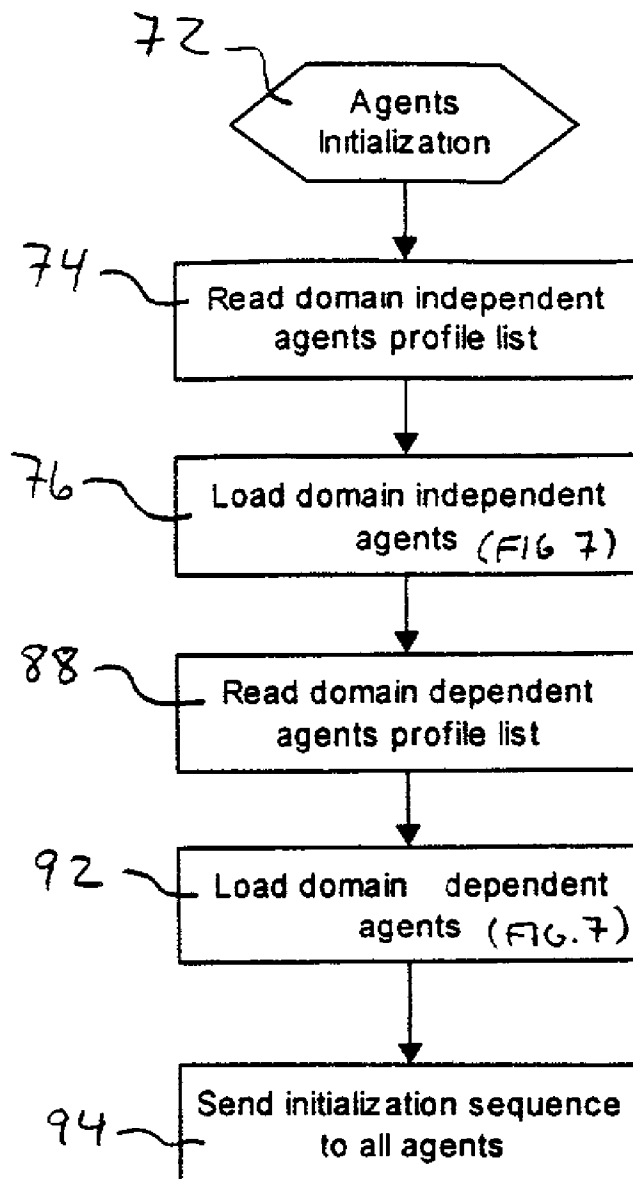 72
Agents
Initialization
74
Read domain independent
agents profile list
76
Load domain independent
agents (FIG 7)
88
Read domain dependent
agents profile list
92
Load domain dependent
agents (FIG. 7)
94
Send initialization sequence
to all agents